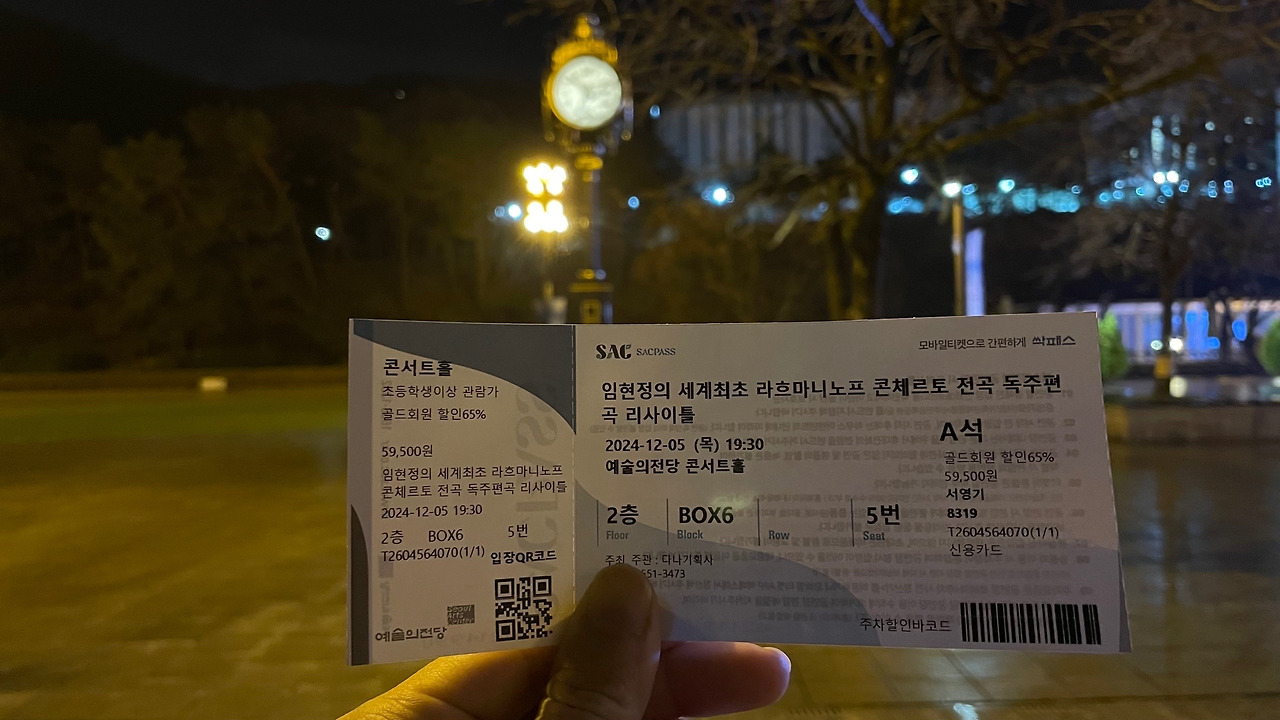 콘서트홀
초등학생이상 관람가
골드회원 할인65%
59,500원
임현정의 세계최초 라흐마니노프
콘체르토 전곡 독주편곡 리사이틀
2024-12-05 19:30
2층 BOX6 5번
T2604564070(1/1)
입장QR코드
Seoul
Arts
Center
예술의전당
SAC SACPASS
모바일티켓으로 간편하게 싹패스
임현정의 세계최초 라흐마니노프 콘체르토 전곡 독주편
곡 리사이틀
2024-12-05 (목) 19:30
예술의전당 콘서트홀
A석
골드회원 할인65%
59,500원
서영기
8319
T2604564070(1/1)
신용카드
2층 BOX6 5번
Floor Block Row Seat
주최 주관 : 다나기획사
551-3473
주차할인바코드